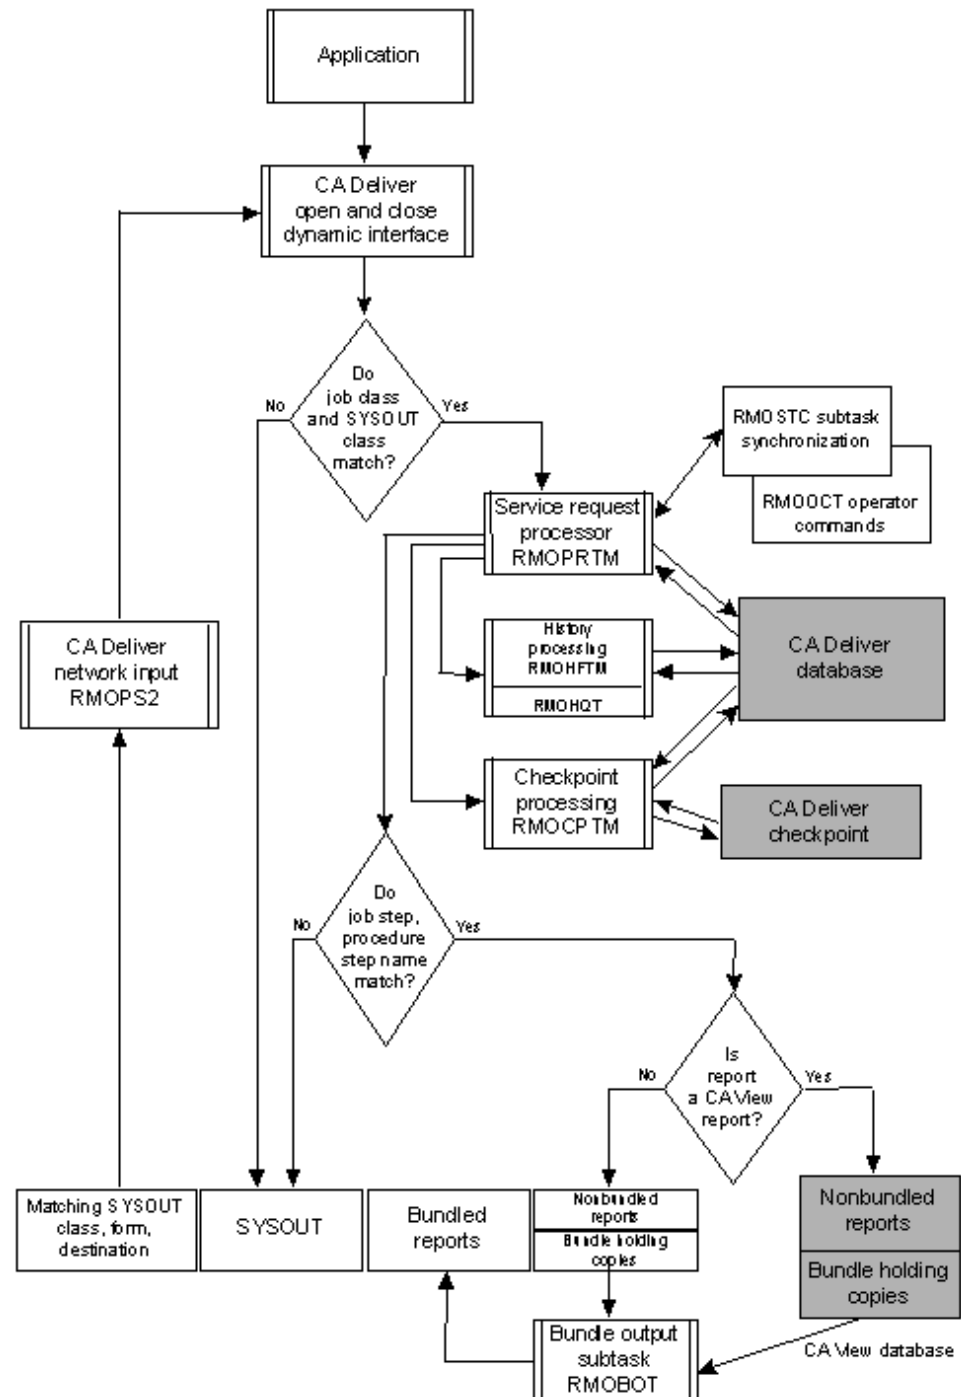 Application
CA Deliver
open and close
dynamic interface
Do
job class
and SYSOUT
class
match?
No
Yes
RMOSTC subtask
synchronization
RMOOCT operator
commands
Service request
processor
RMOPRTM
History
processing
RMOHFTM
RMOHQT
CA Deliver
database
CA Deliver
network input
RMOPS2
Checkpoint
processing
RMOCPTM
CA Deliver
checkpoint
Do
job step,
procedure
step name
match?
No
Yes
Is
report
a CA View
report?
No
Yes
Matching SYSOUT
class, form,
destination
SYSOUT
Bundled
reports
Nonbundled
reports
Bundle holding
copies
Nonbundled
reports
Bundle holding
copies
CA View database
Bundle output
subtask
RMOBOT